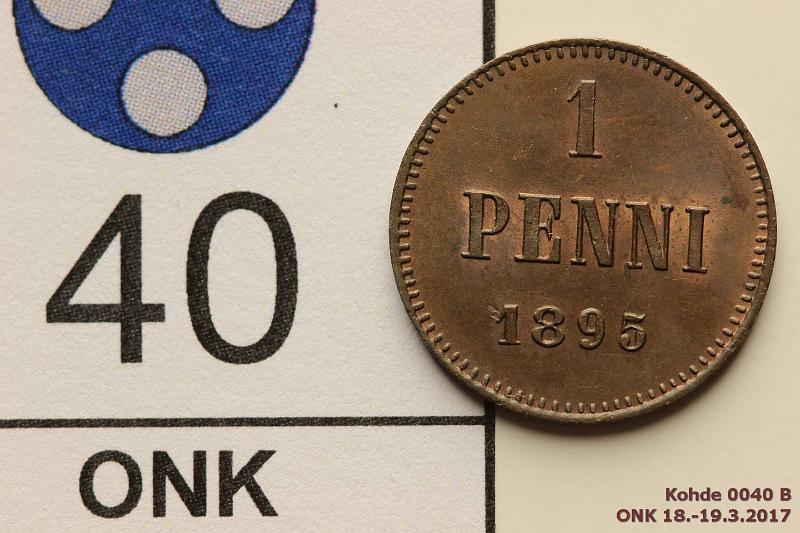 40
ONK
1
PENNI
1895
Kohde 0040 B
ONK 18.-19.3.2017